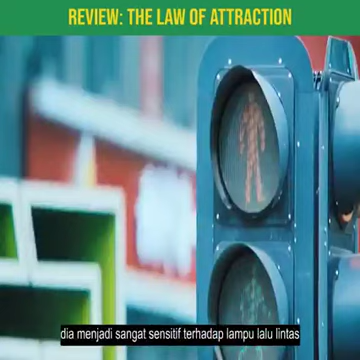 REVIEW: THE LAW OF ATTRACTION
dia menjadi sangat sensitif terhadap lampu lalu lintas